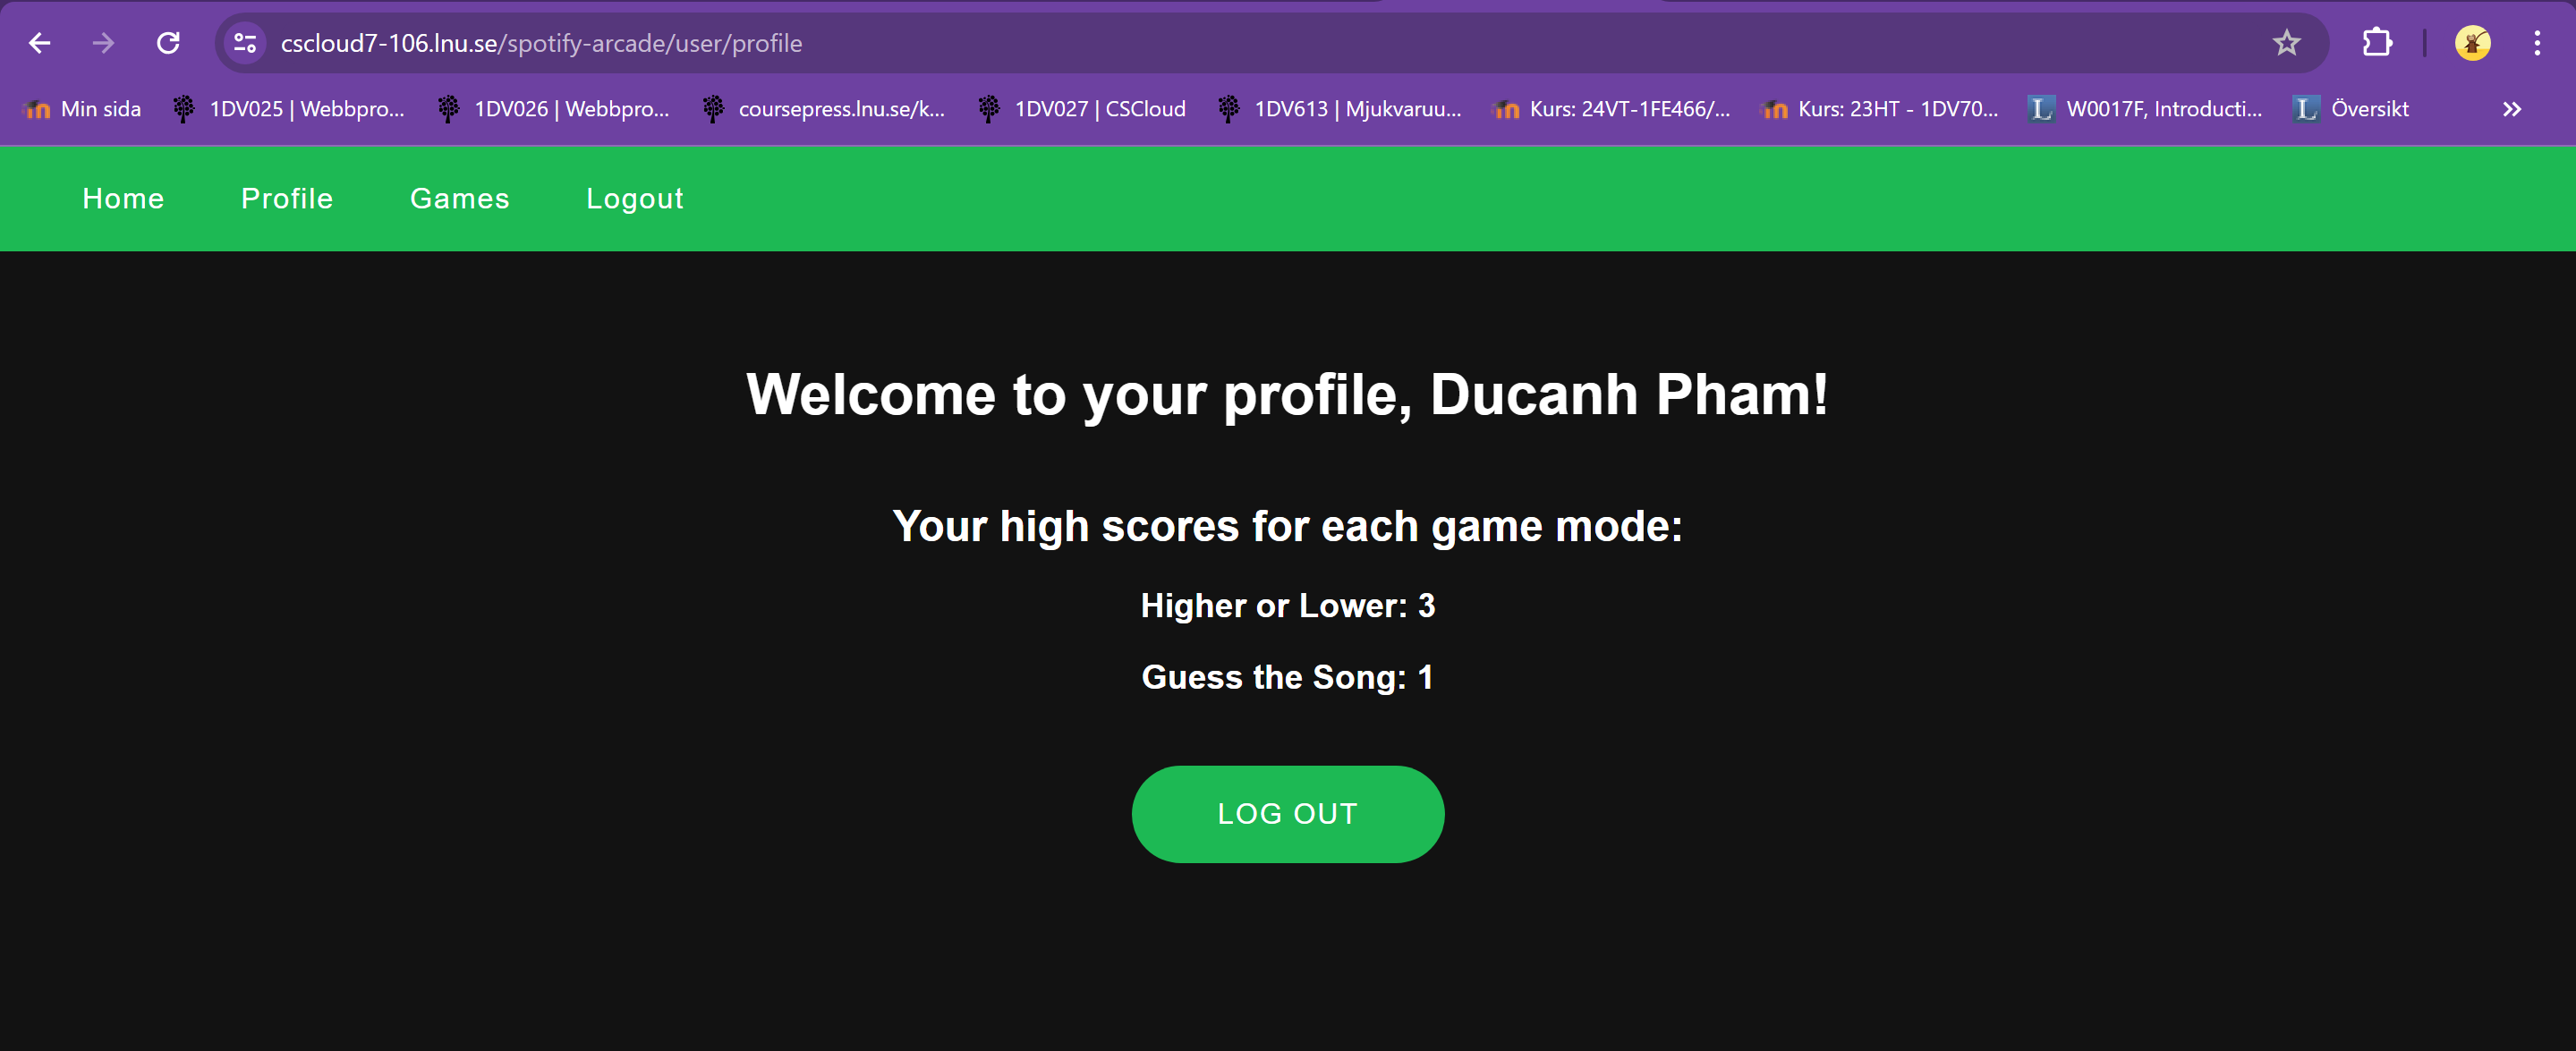 cscloud7-106.lnu.se/spotify-arcade/user/profile
Min sida 1DV025 | Webbpro... 1DV026 | Webbpro... coursepress.lnu.se/k... 1DV027 | CSCloud 1DV613 | Mjukvaruu... Kurs: 24VT-1FE466/... Kurs: 23HT - 1DV70... W0017F, Introducti... Översikt
Home Profile Games Logout
Welcome to your profile, Ducanh Pham!
Your high scores for each game mode:
Higher or Lower: 3
Guess the Song: 1
LOG OUT